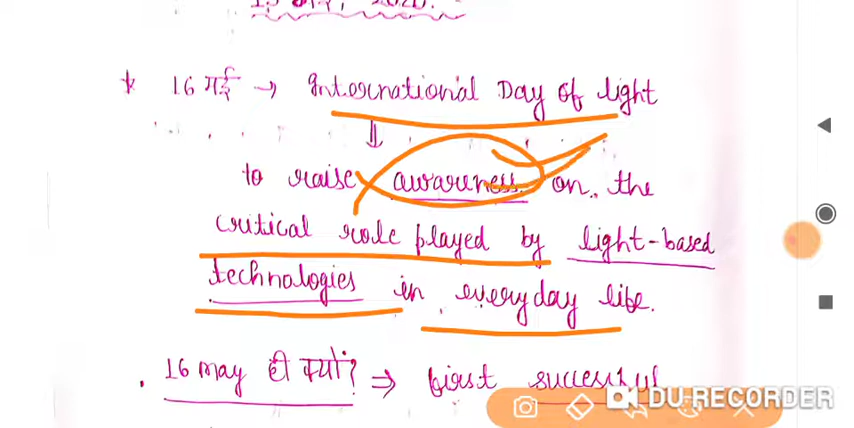 * 16 मई → International Day of light
↓
to raise awareness on the
critical role played by light-based
technologies in everyday life.
. 16 may ही क्यों? ⇒ first successful
DU RECORDER